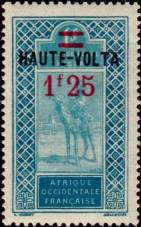 HAUTE-VOLTA
1f25
AFRIQUE
OCCIDENTALE
FRANÇAISE